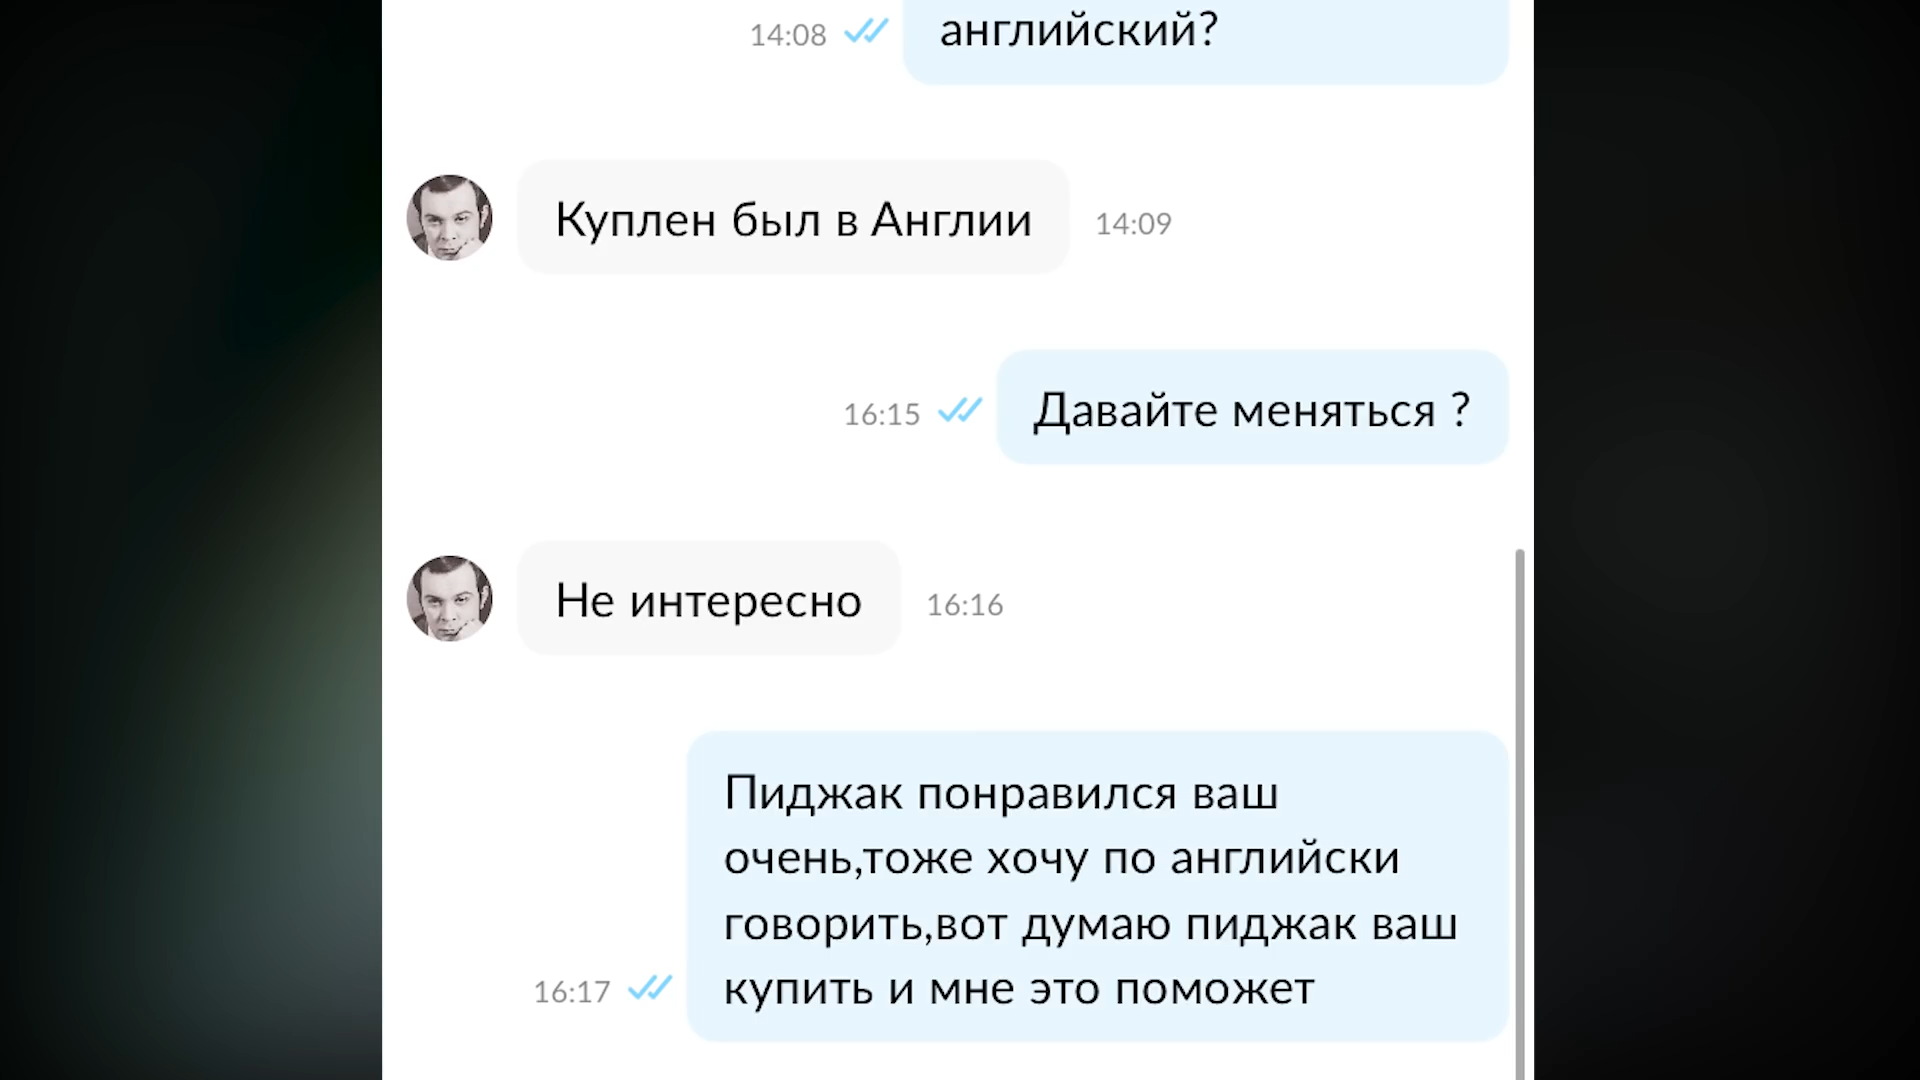 английский?
14:08
Куплен был в Англии
14:09
Давайте меняться ?
16:15
Не интересно
16:16
Пиджак понравился ваш
очень,тоже хочу по английски
говорить,вот думаю пиджак ваш
купить и мне это поможет
16:17